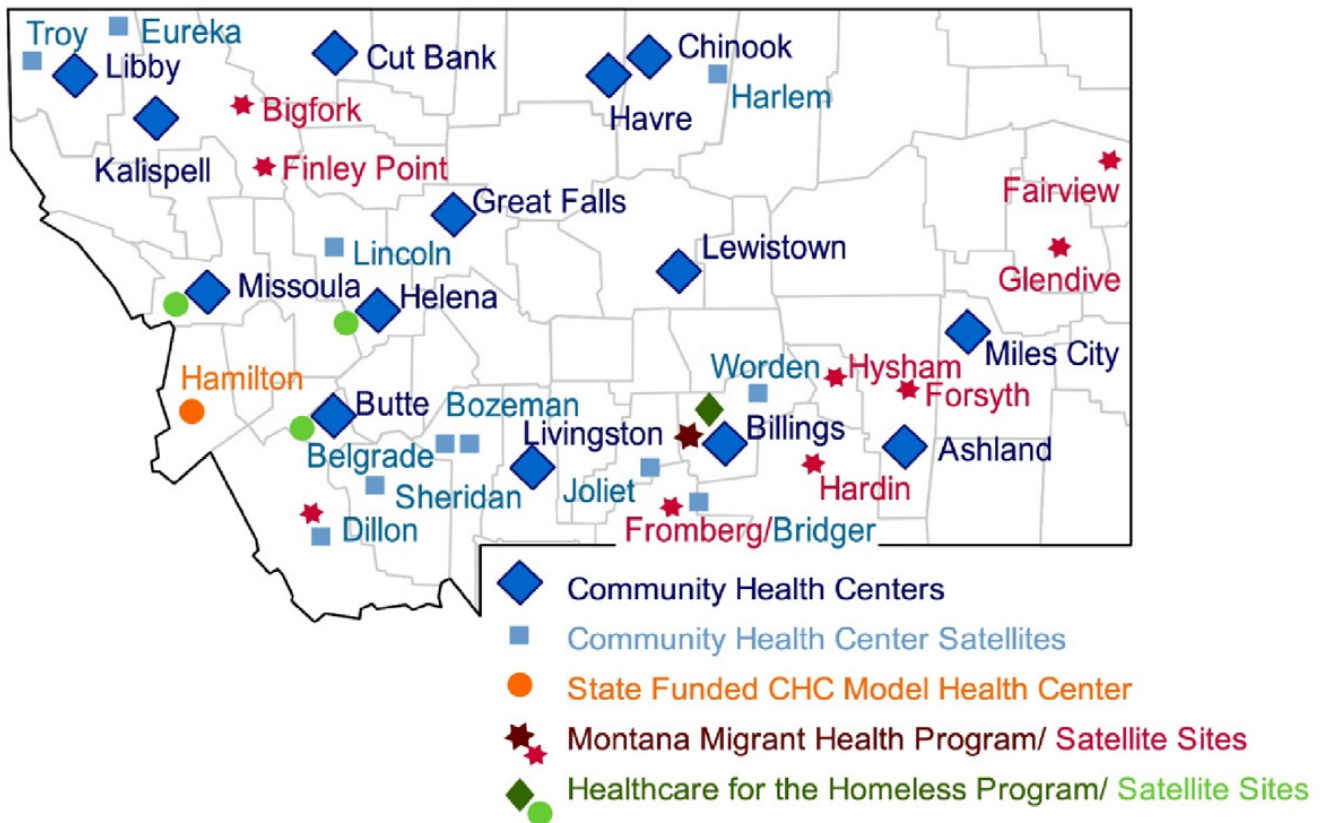 Troy
Eureka
Libby
Cut Bank
Chinook
Harlem
Havre
Bigfork
Kalispell
Finley Point
Fairview
Great Falls
Lincoln
Lewistown
Glendive
Missoula
Helena
Miles City
Worden
Hysham
Forsyth
Hamilton
Butte
Bozeman
Livingston
Billings
Ashland
Belgrade
Sheridan
Joliet
Hardin
Dillon
Fromberg/Bridger
Community Health Centers
Community Health Center Satellites
State Funded CHC Model Health Center
Montana Migrant Health Program/ Satellite Sites
Healthcare for the Homeless Program/ Satellite Sites